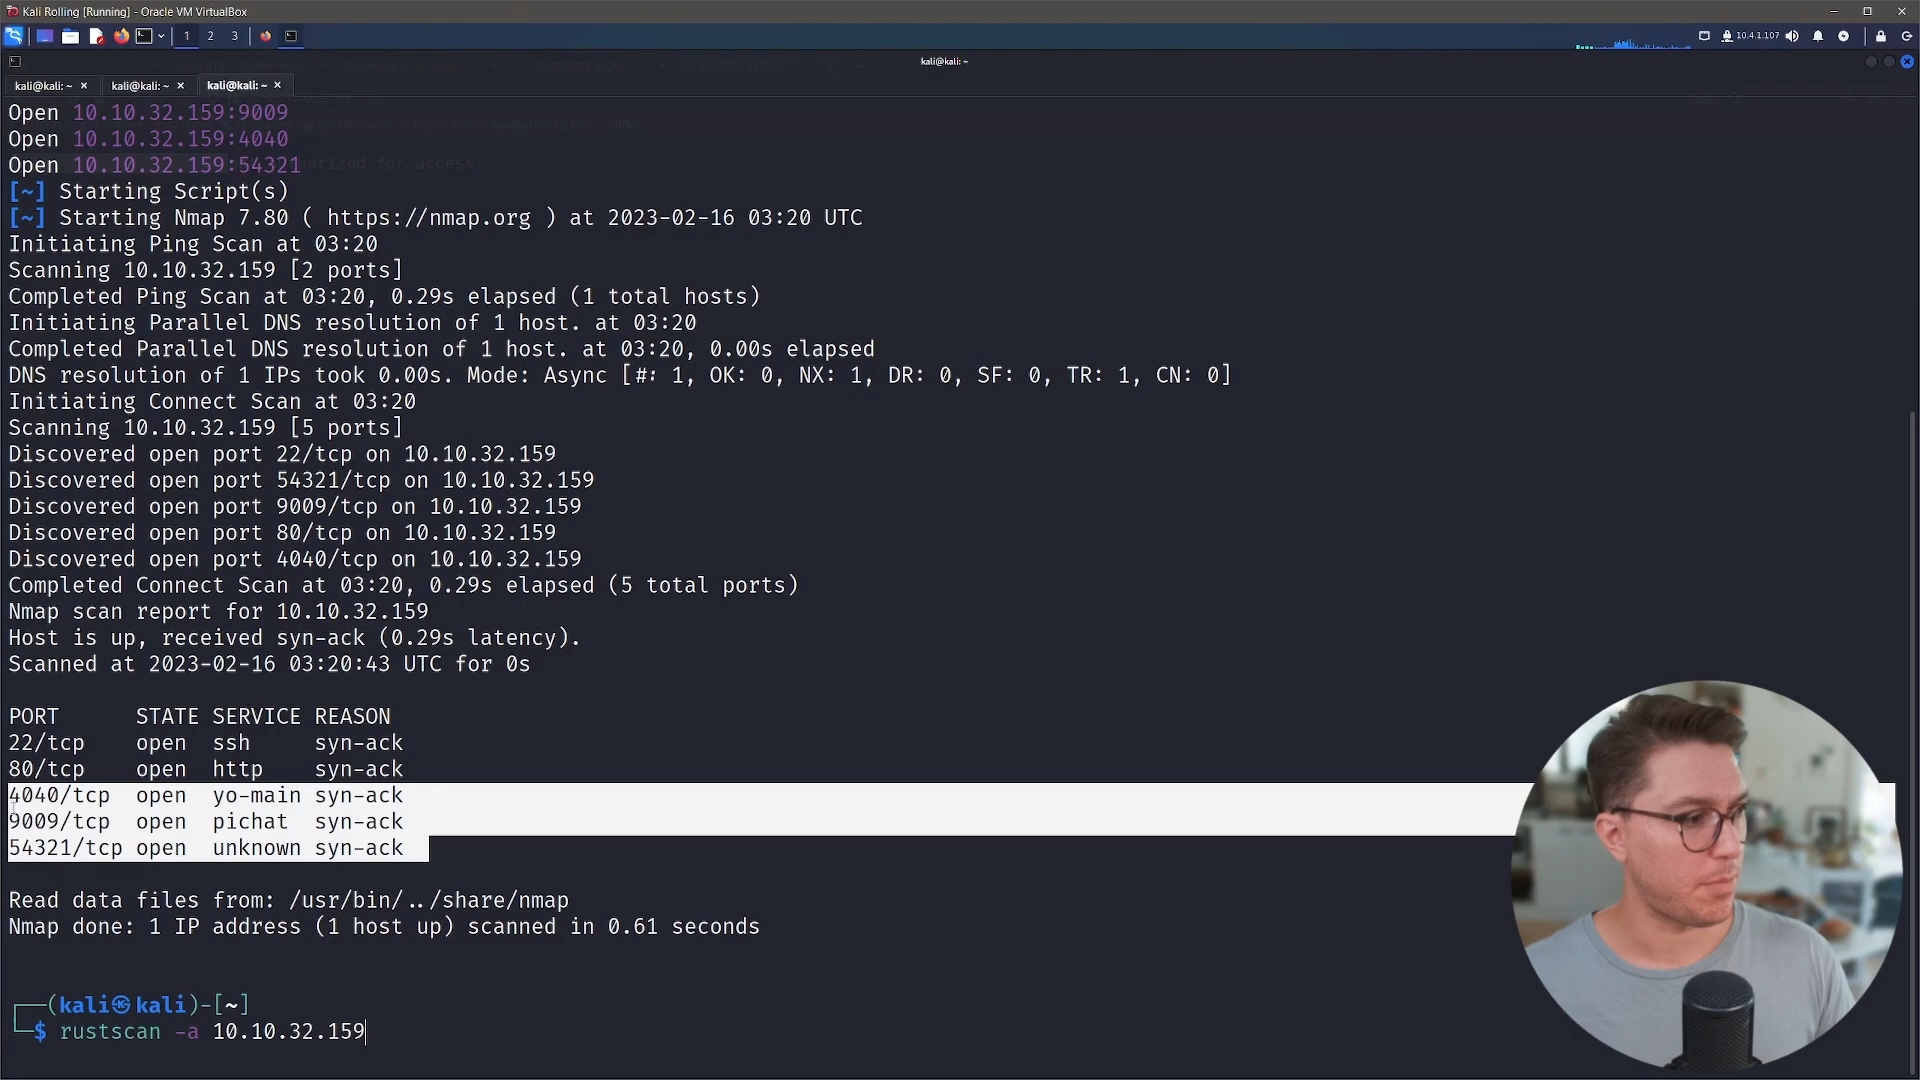 Kali Rolling [Running] - Oracle VM VirtualBox
1 2 3
10.4.1.107
kali@kali: ~
kali@kali: ~ × kali@kali: ~ × kali@kali: ~ ×
Open 10.10.32.159:9009
Open 10.10.32.159:4040
Open 10.10.32.159:54321
orized for access.
[~] Starting Script(s)
[~] Starting Nmap 7.80 ( https://nmap.org ) at 2023-02-16 03:20 UTC
Initiating Ping Scan at 03:20
Scanning 10.10.32.159 [2 ports]
Completed Ping Scan at 03:20, 0.29s elapsed (1 total hosts)
Initiating Parallel DNS resolution of 1 host. at 03:20
Completed Parallel DNS resolution of 1 host. at 03:20, 0.00s elapsed
DNS resolution of 1 IPs took 0.00s. Mode: Async [#: 1, OK: 0, NX: 1, DR: 0, SF: 0, TR: 1, CN: 0]
Initiating Connect Scan at 03:20
Scanning 10.10.32.159 [5 ports]
Discovered open port 22/tcp on 10.10.32.159
Discovered open port 54321/tcp on 10.10.32.159
Discovered open port 9009/tcp on 10.10.32.159
Discovered open port 80/tcp on 10.10.32.159
Discovered open port 4040/tcp on 10.10.32.159
Completed Connect Scan at 03:20, 0.29s elapsed (5 total ports)
Nmap scan report for 10.10.32.159
Host is up, received syn-ack (0.29s latency).
Scanned at 2023-02-16 03:20:43 UTC for 0s
PORT STATE SERVICE REASON
22/tcp open ssh syn-ack
80/tcp open http syn-ack
4040/tcp open yo-main syn-ack
9009/tcp open pichat syn-ack
54321/tcp open unknown syn-ack
Read data files from: /usr/bin/../share/nmap
Nmap done: 1 IP address (1 host up) scanned in 0.61 seconds
(kali㉿kali)-[~]
$ rustscan -a 10.10.32.159